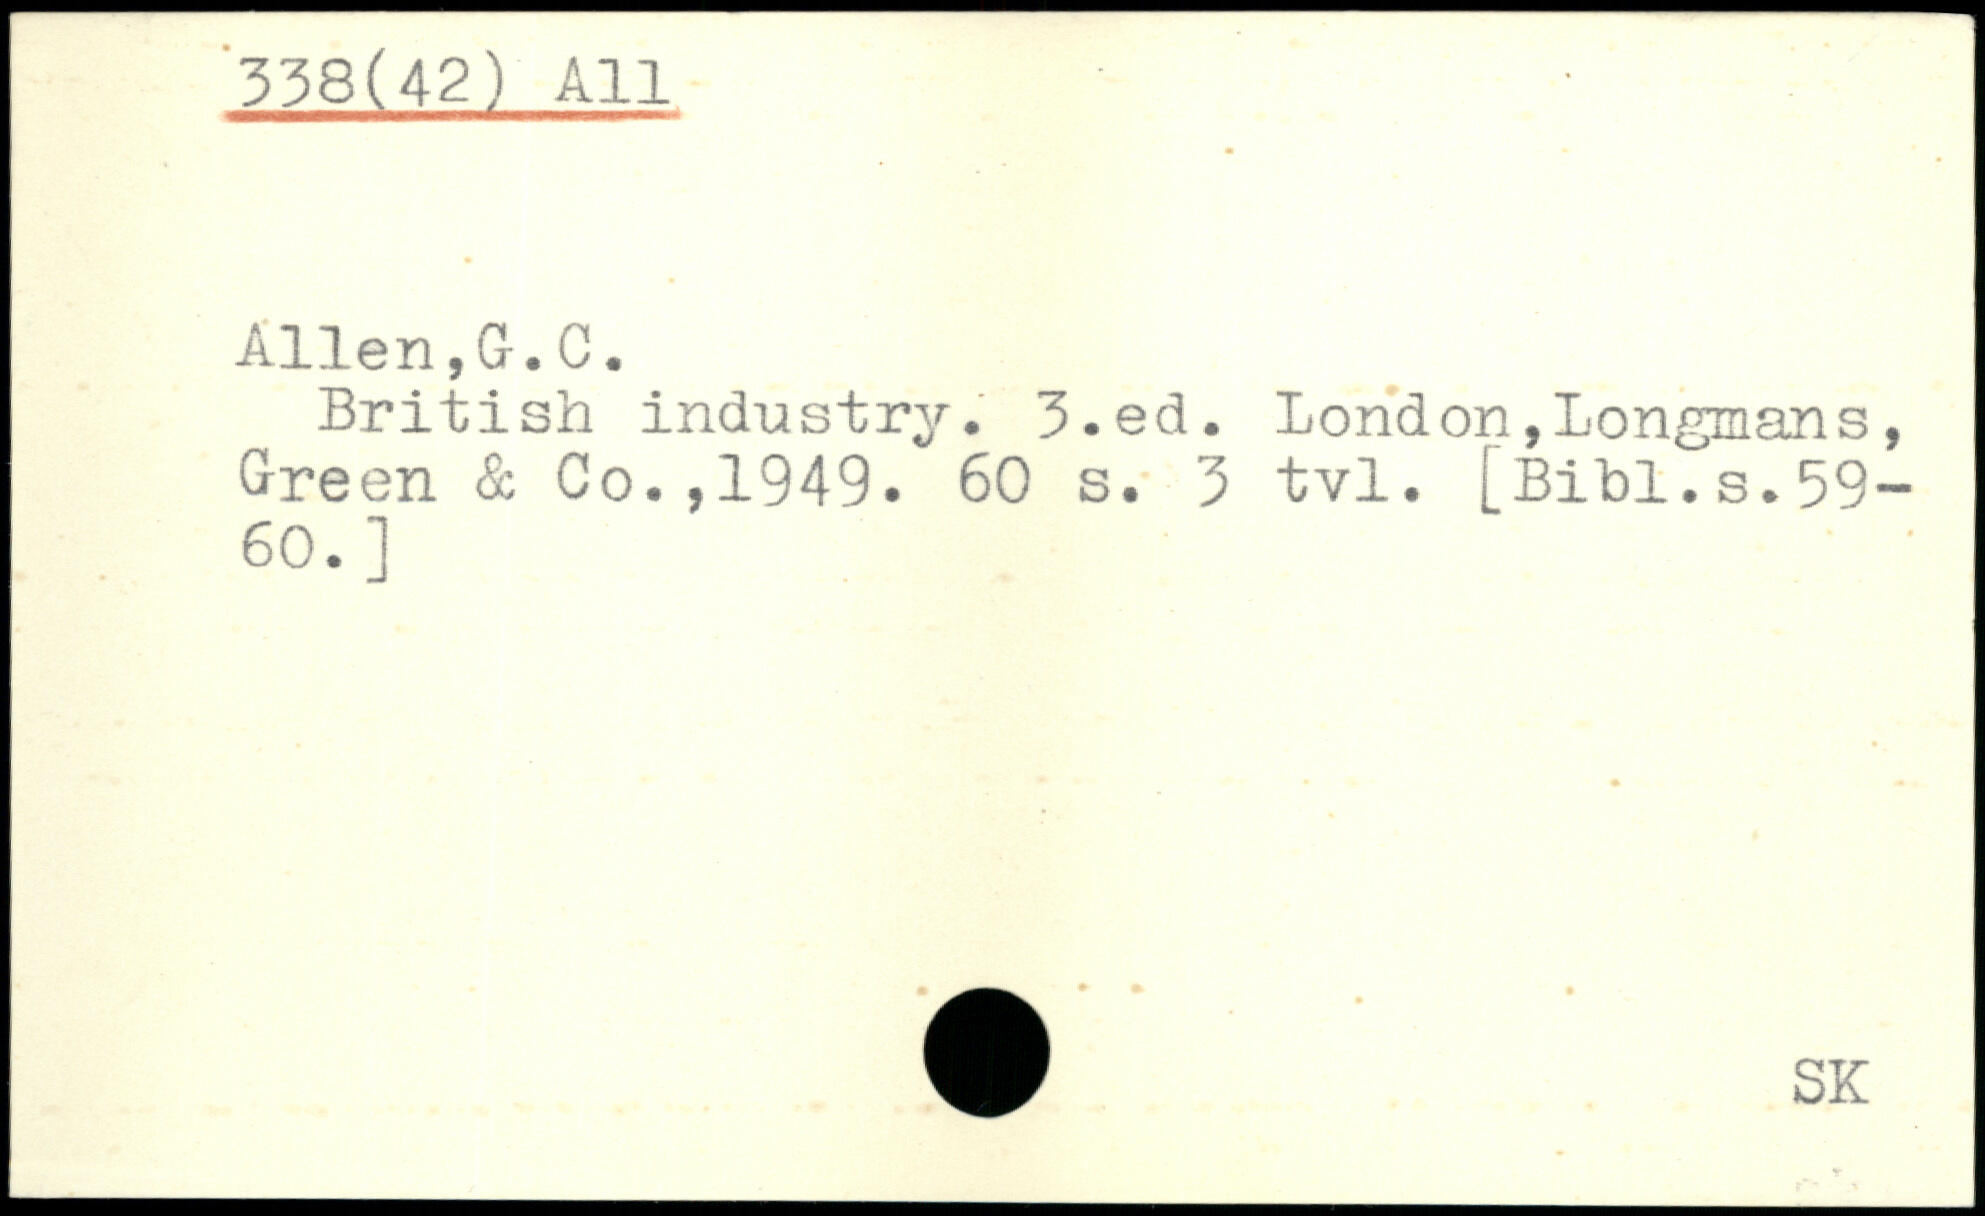 338(42) All
Allen,G.C.
British industry. 3.ed. London,Longmans,
Green & Co.,1949. 60 s. 3 tvl. [Bibl.s.59-
60.]
SK